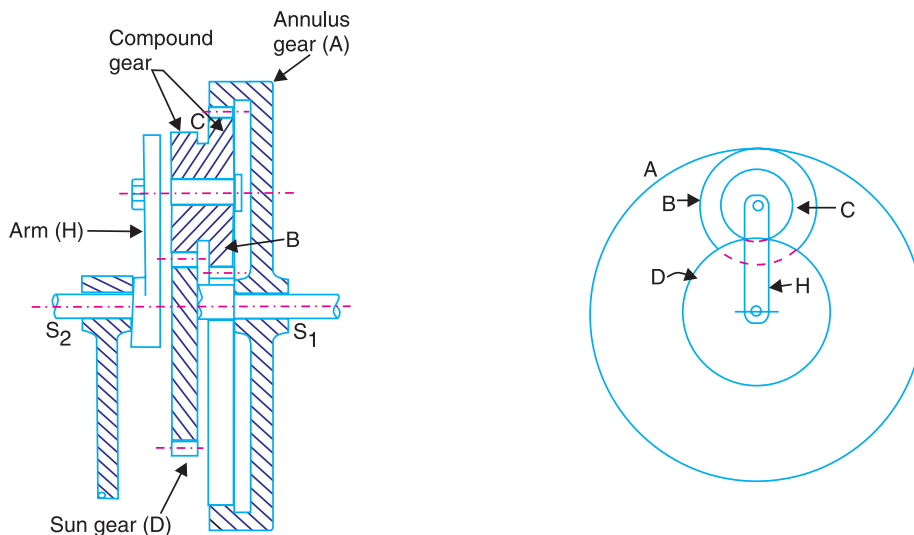 Annulus
gear (A)
Compound
gear
C
Arm (H)
B
S2
S1
Sun gear (D)
A
B
C
D
H